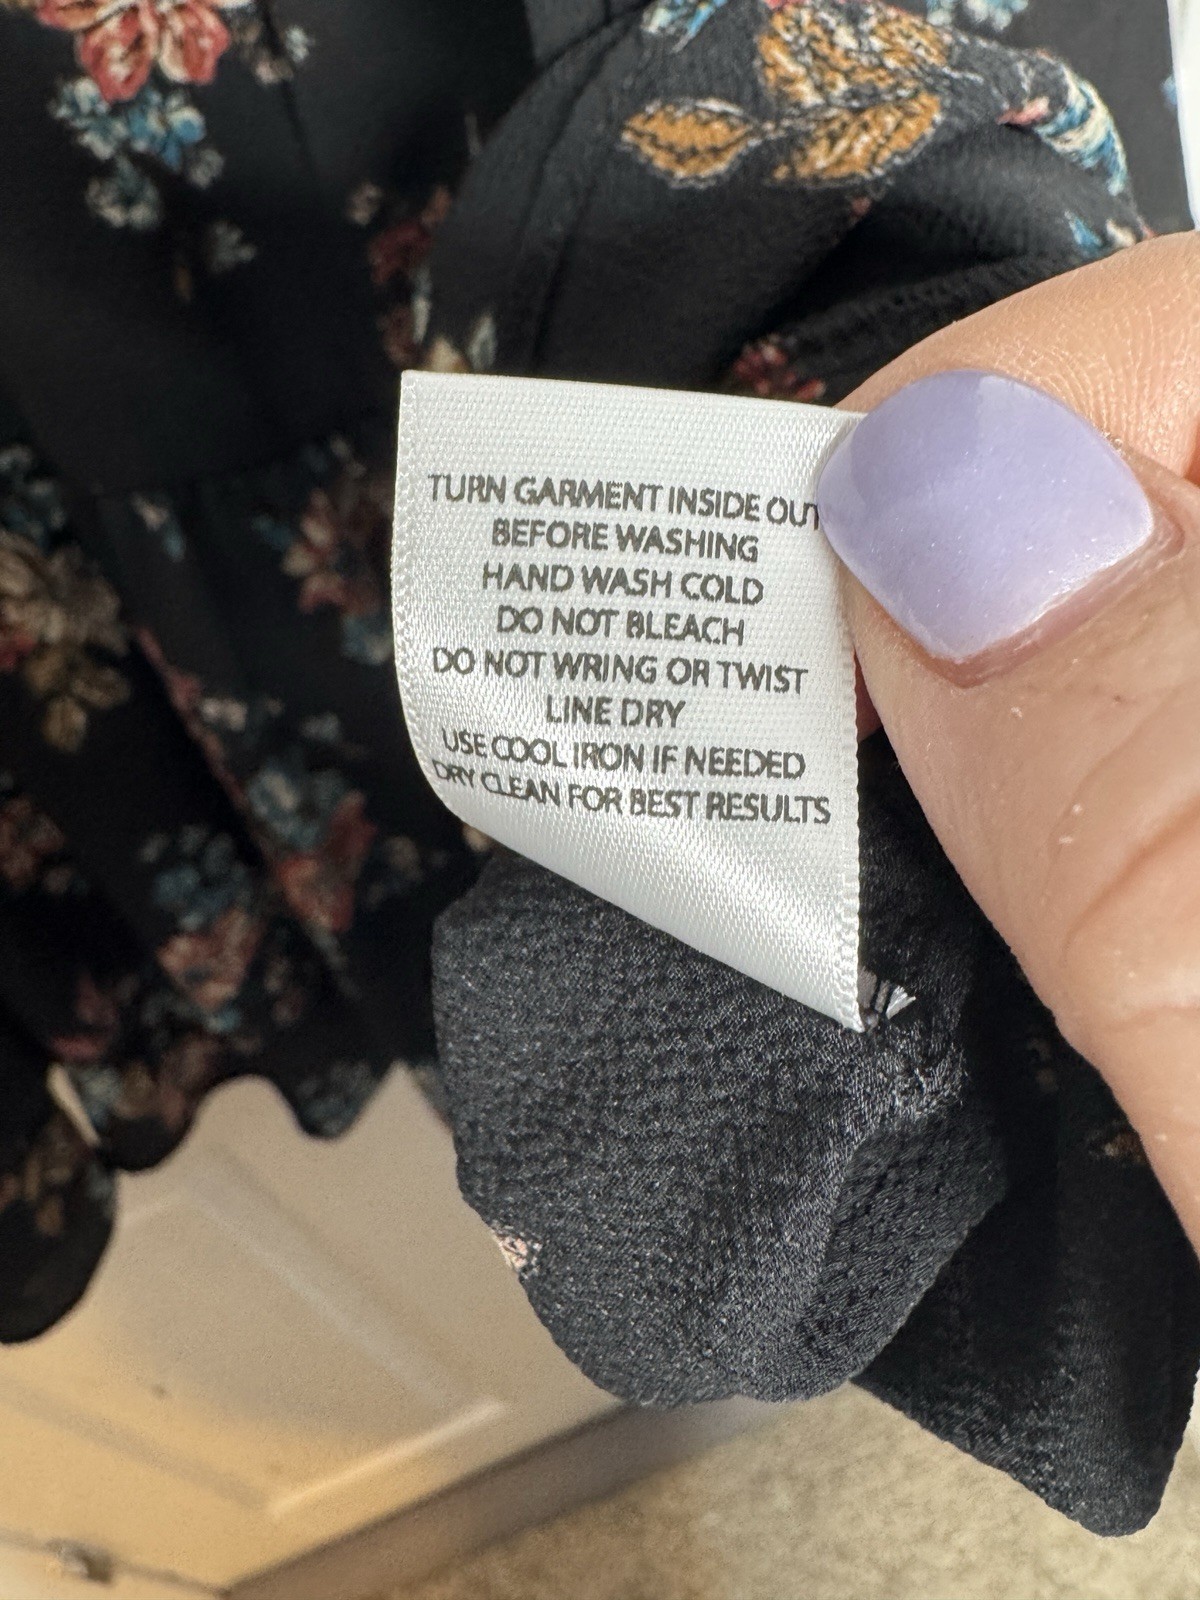 TURN GARMENT INSIDE OUT
BEFORE WASHING
HAND WASH COLD
DO NOT BLEACH
DO NOT WRING OR TWIST
LINE DRY
USE COOL IRON IF NEEDED
DRY CLEAN FOR BEST RESULTS